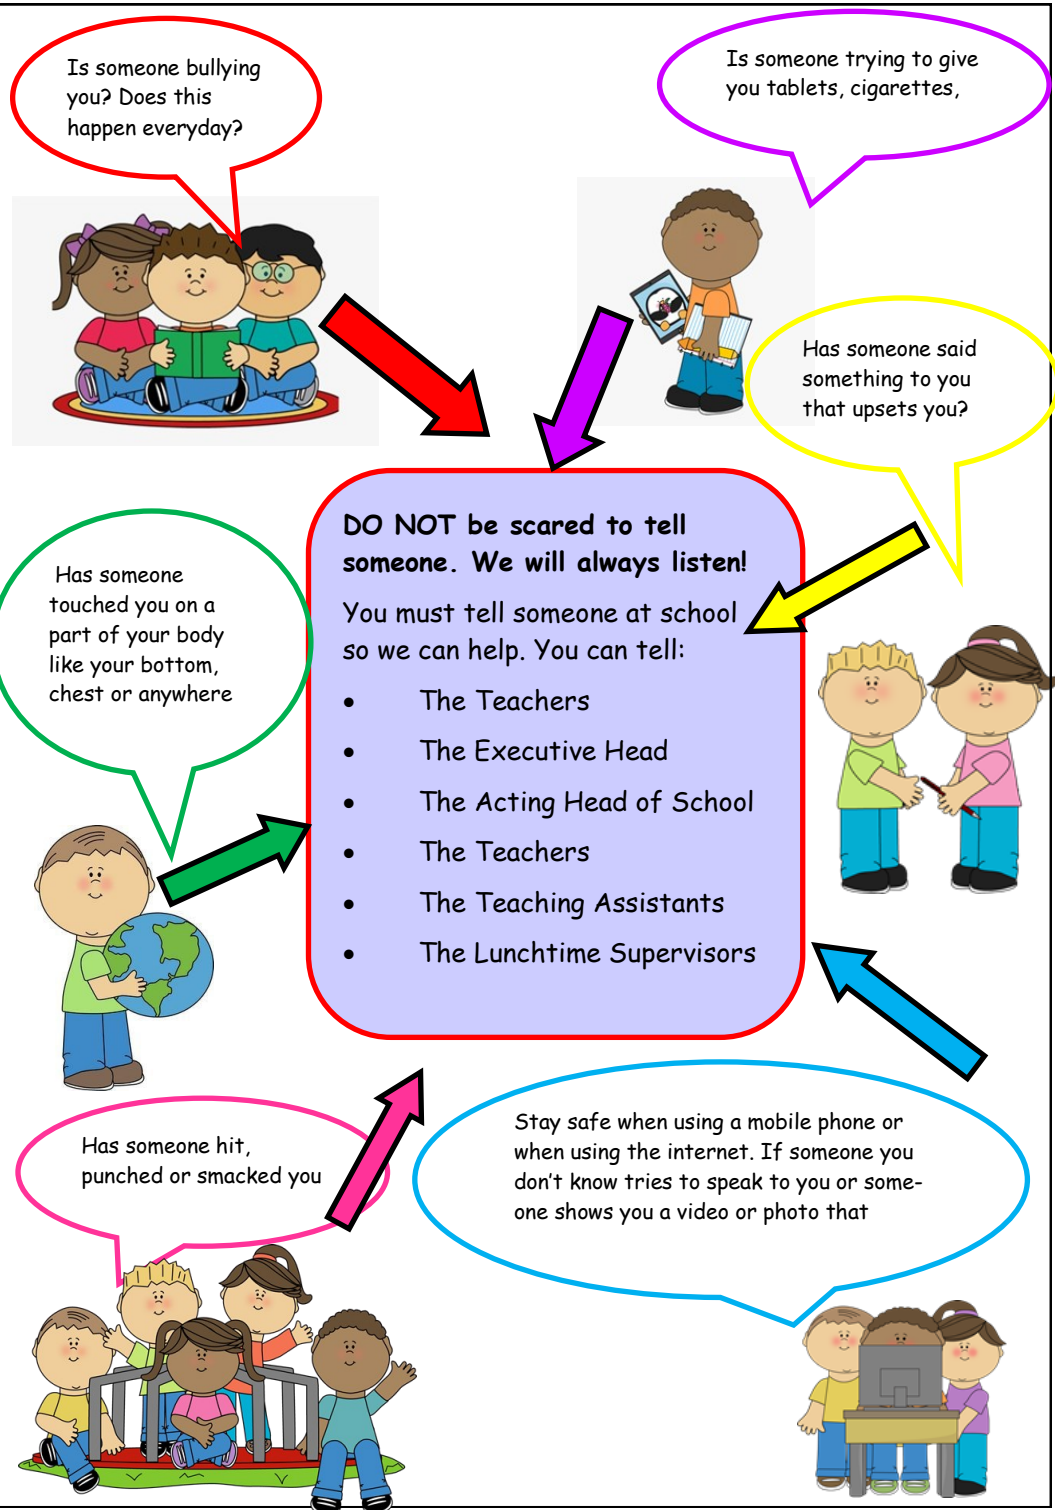 Is someone bullying
you? Does this
happen everyday?
Is someone trying to give
you tablets, cigarettes,
Has someone said
something to you
that upsets you?
DO NOT be scared to tell
someone. We will always listen!
You must tell someone at school
so we can help. You can tell:
• The Teachers
• The Executive Head
• The Acting Head of School
• The Teachers
• The Teaching Assistants
• The Lunchtime Supervisors
Has someone
touched you on a
part of your body
like your bottom,
chest or anywhere
Has someone hit,
punched or smacked you
Stay safe when using a mobile phone or
when using the internet. If someone you
don't know tries to speak to you or some-
one shows you a video or photo that